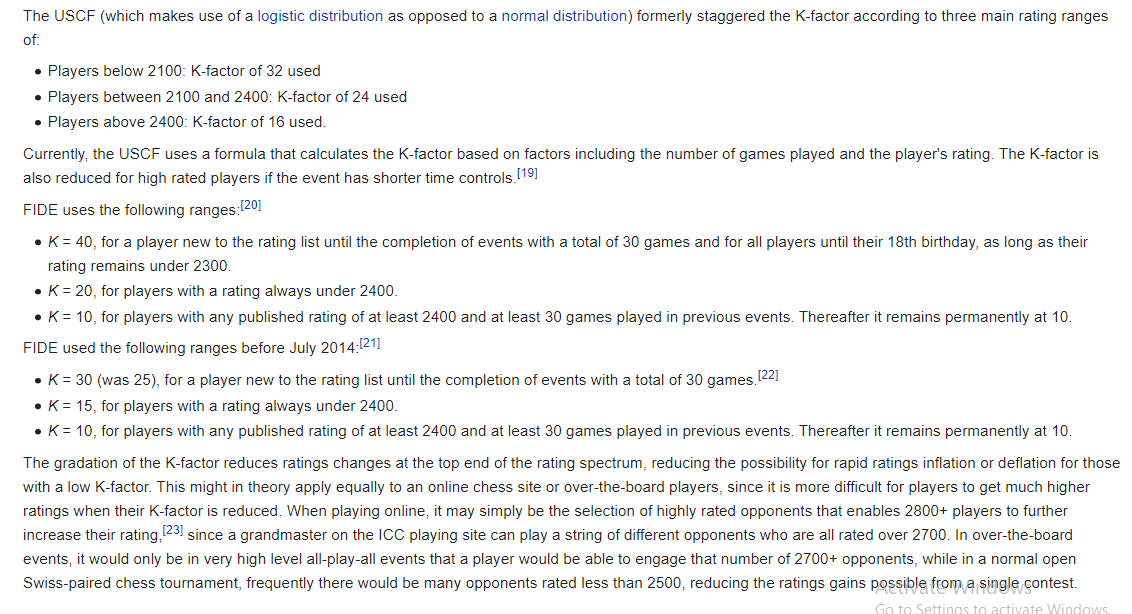 The USCF (which makes use of a logistic distribution as opposed to a normal distribution) formerly staggered the K-factor according to three main rating ranges
of:
• Players below 2100: K-factor of 32 used
• Players between 2100 and 2400: K-factor of 24 used
• Players above 2400: K-factor of 16 used.
Currently, the USCF uses a formula that calculates the K-factor based on factors including the number of games played and the player's rating. The K-factor is
also reduced for high rated players if the event has shorter time controls.[19]
FIDE uses the following ranges:[20]
• K = 40, for a player new to the rating list until the completion of events with a total of 30 games and for all players until their 18th birthday, as long as their
rating remains under 2300.
• K = 20, for players with a rating always under 2400.
• K = 10, for players with any published rating of at least 2400 and at least 30 games played in previous events. Thereafter it remains permanently at 10.
FIDE used the following ranges before July 2014:[21]
• K = 30 (was 25), for a player new to the rating list until the completion of events with a total of 30 games.[22]
• K = 15, for players with a rating always under 2400.
• K = 10, for players with any published rating of at least 2400 and at least 30 games played in previous events. Thereafter it remains permanently at 10.
The gradation of the K-factor reduces ratings changes at the top end of the rating spectrum, reducing the possibility for rapid ratings inflation or deflation for those
with a low K-factor. This might in theory apply equally to an online chess site or over-the-board players, since it is more difficult for players to get much higher
ratings when their K-factor is reduced. When playing online, it may simply be the selection of highly rated opponents that enables 2800+ players to further
increase their rating,[23] since a grandmaster on the ICC playing site can play a string of different opponents who are all rated over 2700. In over-the-board
events, it would only be in very high level all-play-all events that a player would be able to engage that number of 2700+ opponents, while in a normal open
Swiss-paired chess tournament, frequently there would be many opponents rated less than 2500, reducing the ratings gains possible from a single contest.
Activate Windows
Go to Settings to activate Windows.